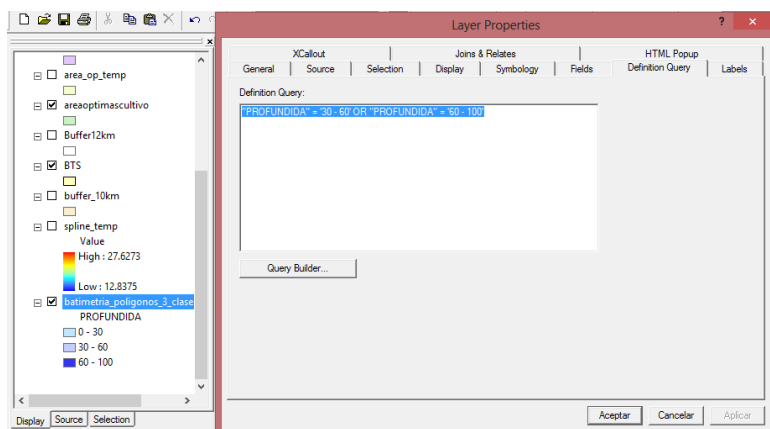 Layer Properties
? ×
x
XCallout Joins & Relates HTML Popup
General Source Selection Display Symbology Fields Definition Query Labels
Definition Query:
"PROFUNDIDA" = '30 - 60' OR "PROFUNDIDA" = '60 - 100'
Query Builder...
area_op_temp
areaoptimascultivo
Buffer12km
BTS
buffer_10km
spline_temp
Value
High : 27.6273
Low : 12.8375
batimetria_poligonos_3_clase
PROFUNDIDA
0 - 30
30 - 60
60 - 100
Display Source Selection
Aceptar Cancelar Aplicar